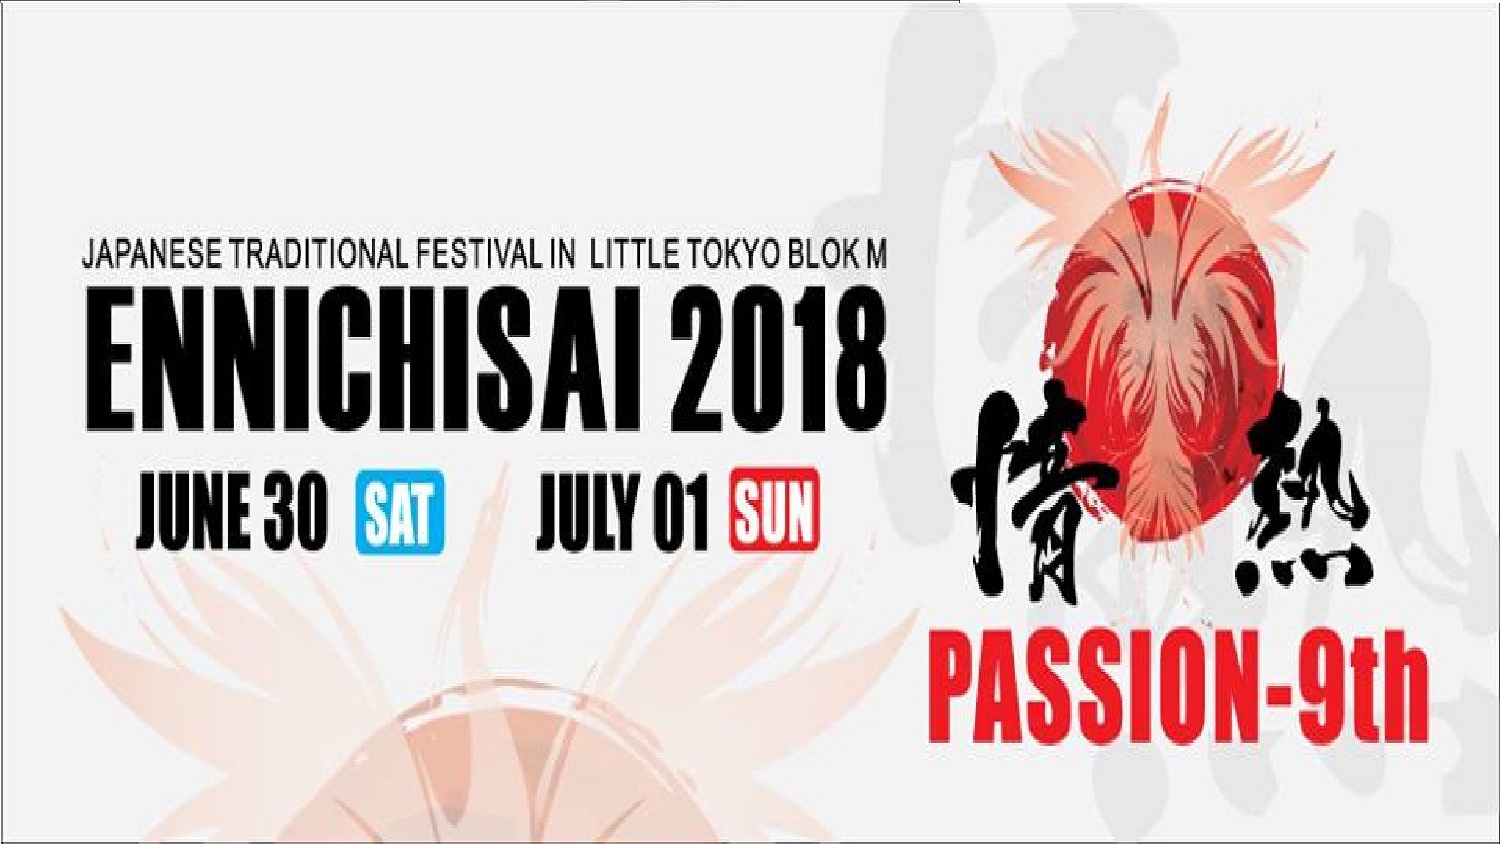 JAPANESE TRADITIONAL FESTIVAL IN LITTLE TOKYO BLOK M
ENNICHISAI 2018
JUNE 30 SAT JULY 01 SUN
情熱
PASSION-9th